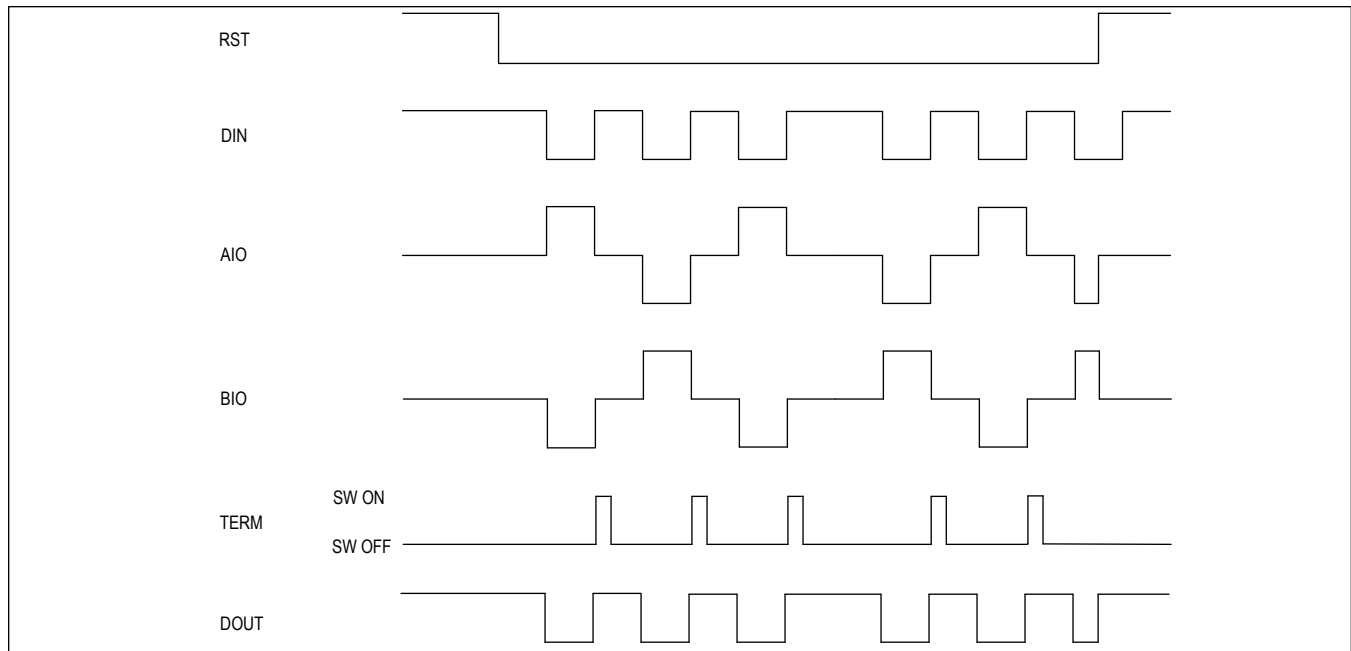 RST
DIN
AIO
BIO
SW ON
TERM
SW OFF
DOUT